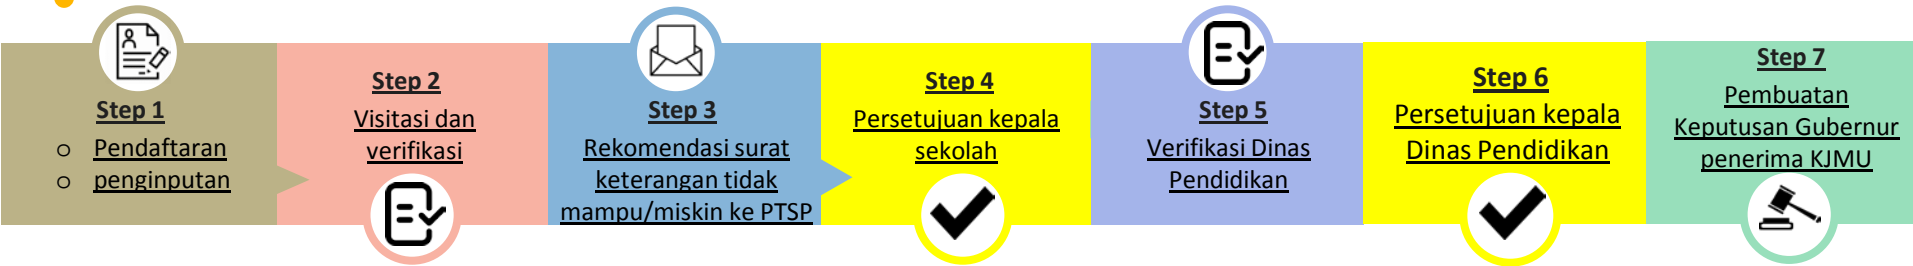 Step 1
o Pendaftaran
o penginputan
Step 2
Visitasi dan
verifikasi
Step 3
Rekomendasi surat
keterangan tidak
mampu/miskin ke PTSP
Step 4
Persetujuan kepala
sekolah
Step 5
Verifikasi Dinas
Pendidikan
Step 6
Persetujuan kepala
Dinas Pendidikan
Step 7
Pembuatan
Keputusan Gubernur
penerima KJMU